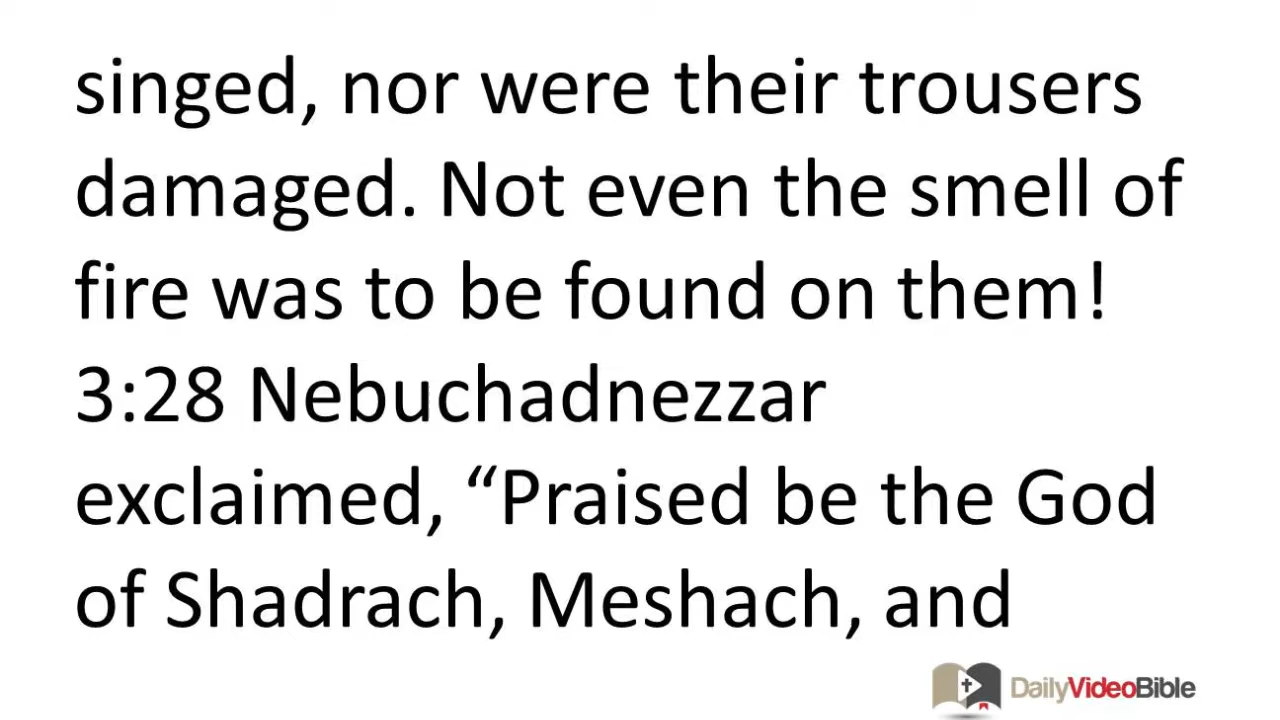 singed, nor were their trousers
damaged. Not even the smell of
fire was to be found on them!
3:28 Nebuchadnezzar
exclaimed, “Praised be the God
of Shadrach, Meshach, and
DailyVideoBible